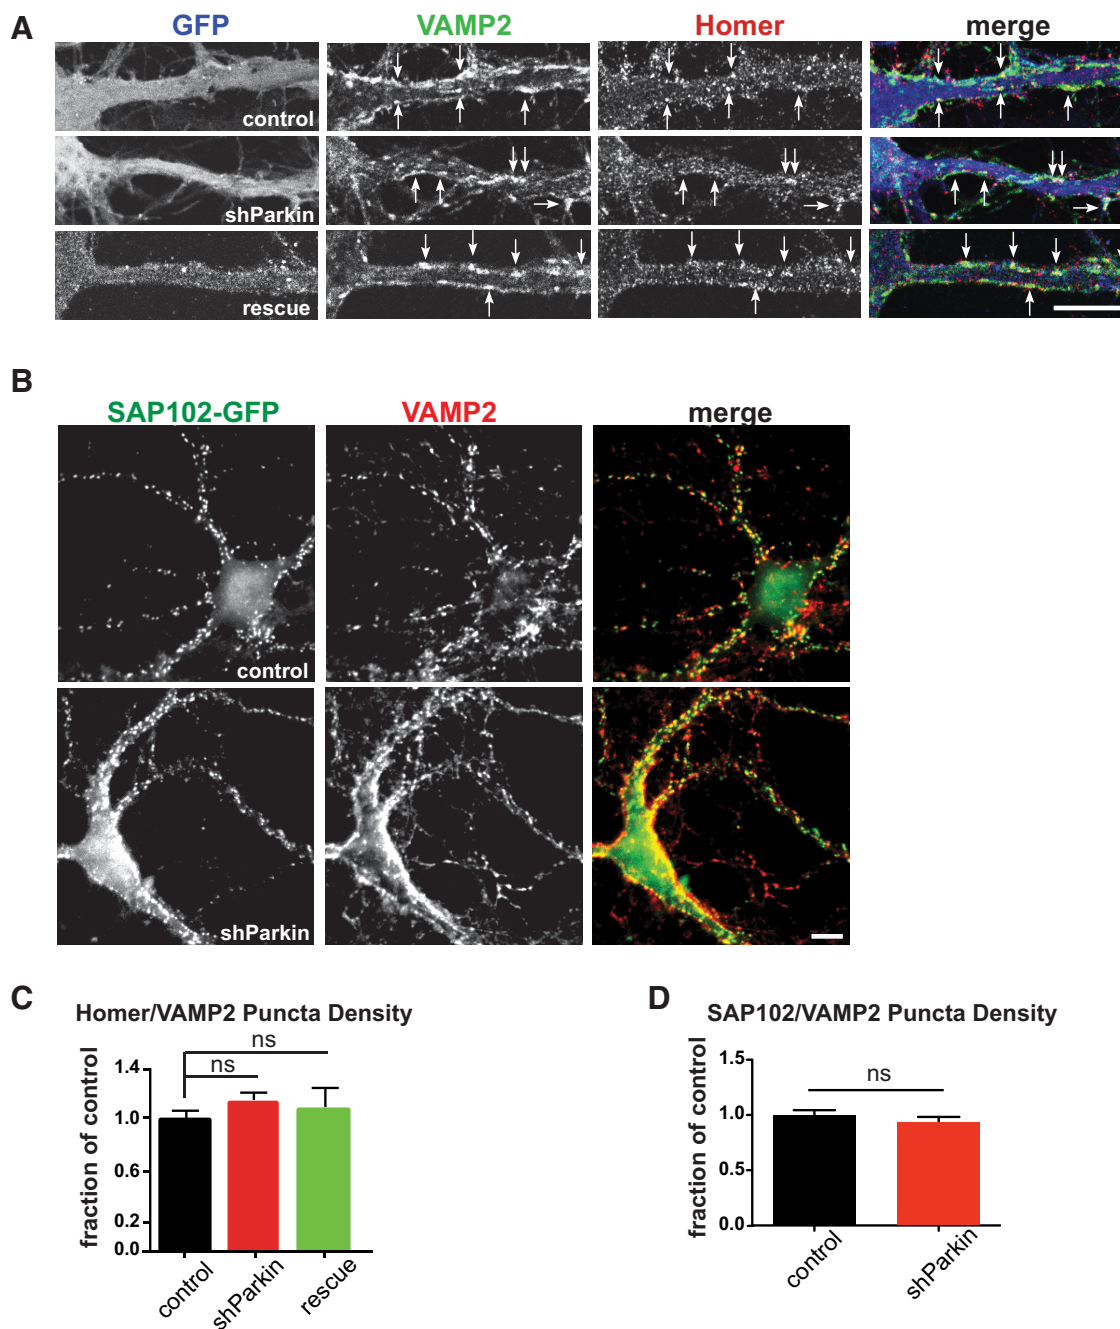 A
GFP VAMP2 Homer merge
control
shParkin
rescue
B
SAP102-GFP VAMP2 merge
control
shParkin
C
Homer/VAMP2 Puncta Density
fraction of control
ns
ns
1.4
1.0
0.6
0.2
0.0
control shParkin rescue
D
SAP102/VAMP2 Puncta Density
fraction of control
ns
1.5
1.0
0.5
0.0
control shParkin